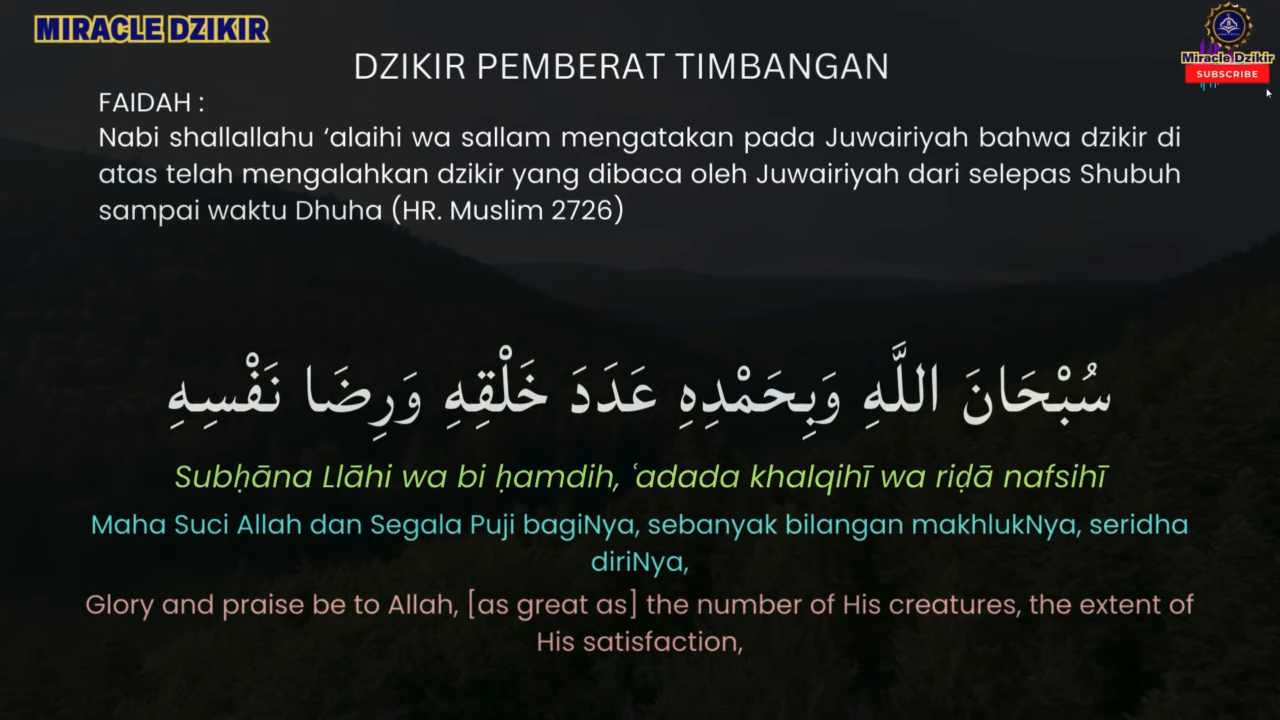 MIRACLE DZIKIR
Miracle Dzikir
SUBSCRIBE
DZIKIR PEMBERAT TIMBANGAN
FAIDAH :
Nabi shallallahu ‘alaihi wa sallam mengatakan pada Juwairiyah bahwa dzikir di
atas telah mengalahkan dzikir yang dibaca oleh Juwairiyah dari selepas Shubuh
sampai waktu Dhuha (HR. Muslim 2726)
سُبْحَانَ اللَّهِ وَبِحَمْدِهِ عَدَدَ خَلْقِهِ وَرِضَا نَفْسِهِ
Subḥāna Llāhi wa bi ḥamdih, ʿadada khalqihī wa riḍā nafsihī
Maha Suci Allah dan Segala Puji bagiNya, sebanyak bilangan makhlukNya, seridha
diriNya,
Glory and praise be to Allah, [as great as] the number of His creatures, the extent of
His satisfaction,